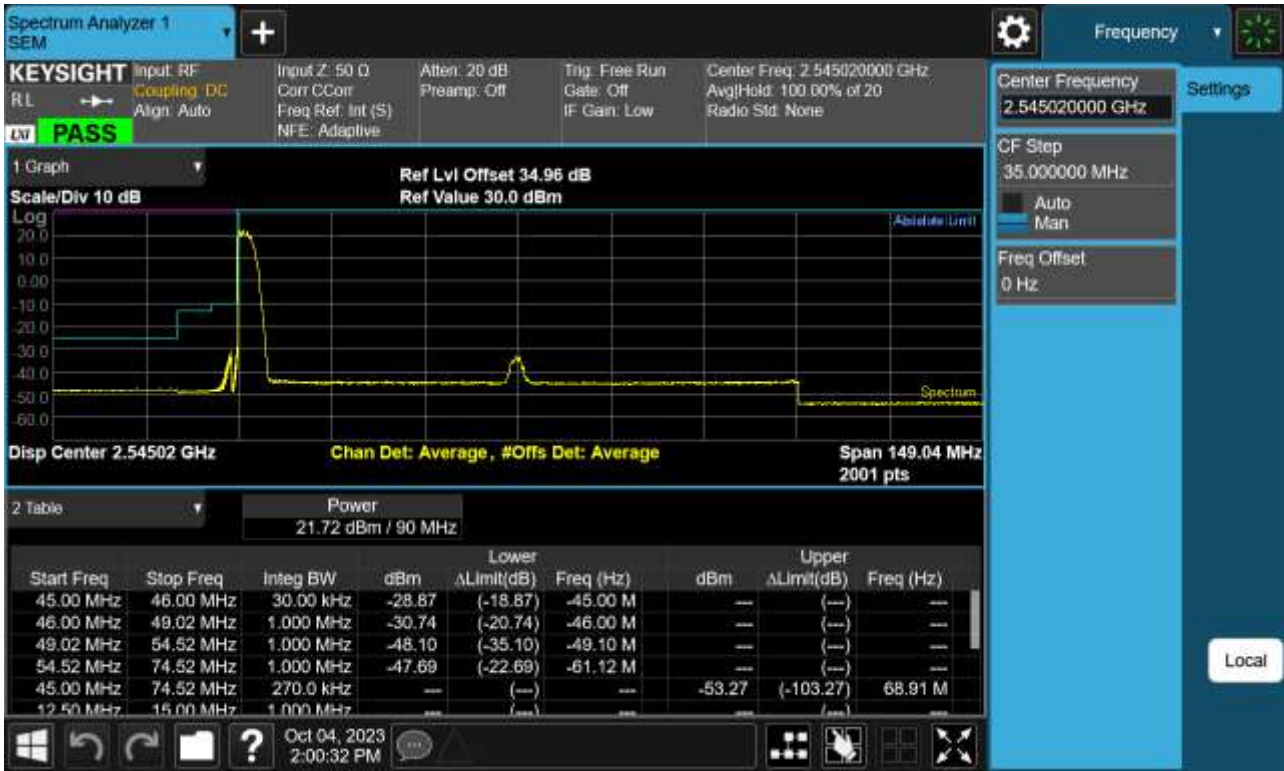 Spectrum Analyzer 1
SEM
+
Frequency
KEYSIGHT
RL
LXI
PASS
Input: RF
Coupling: DC
Align: Auto
Input Z: 50 Ω
Corr CCorr
Freq Ref: Int (S)
NFE: Adaptive
Atten: 20 dB
Preamp: Off
Trig: Free Run
Gate: Off
IF Gain: Low
Center Freq: 2.545020000 GHz
Avg|Hold: 100.00% of 20
Radio Std: None
Center Frequency
2.545020000 GHz
Settings
CF Step
35.000000 MHz
Auto
Man
Freq Offset
0 Hz
1 Graph
Scale/Div 10 dB
Ref Lvl Offset 34.96 dB
Ref Value 30.0 dBm
Log
20.0
10.0
0.00
-10.0
-20.0
-30.0
-40.0
-50.0
-60.0
Absolute Limit
Spectrum
Disp Center 2.54502 GHz
Chan Det: Average, #Offs Det: Average
Span 149.04 MHz
2001 pts
2 Table
Power
21.72 dBm / 90 MHz
Lower Upper
Start Freq Stop Freq Integ BW dBm ΔLimit(dB) Freq (Hz) dBm ΔLimit(dB) Freq (Hz)
45.00 MHz 46.00 MHz 30.00 kHz -28.87 (-18.87) -45.00 M --- (---) ---
46.00 MHz 49.02 MHz 1.000 MHz -30.74 (-20.74) -46.00 M --- (---) ---
49.02 MHz 54.52 MHz 1.000 MHz -48.10 (-35.10) -49.10 M --- (---) ---
54.52 MHz 74.52 MHz 1.000 MHz -47.69 (-22.69) -61.12 M --- (---) ---
45.00 MHz 74.52 MHz 270.0 kHz --- (---) --- -53.27 (-103.27) 68.91 M
12.50 MHz 15.00 MHz 1.000 MHz --- (---) --- --- (---) ---
Local
?
Oct 04, 2023
2:00:32 PM